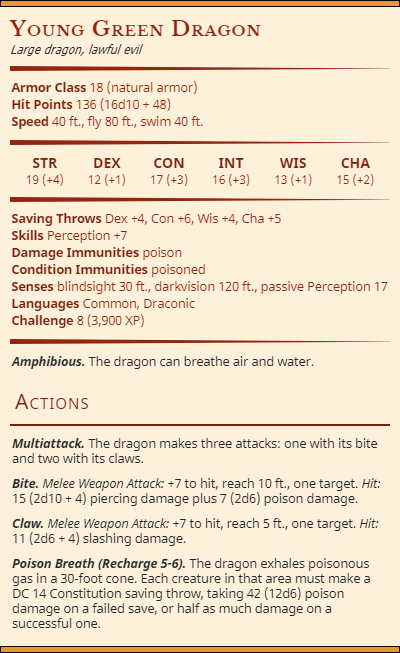 Young Green Dragon
Large dragon, lawful evil
Armor Class 18 (natural armor)
Hit Points 136 (16d10 + 48)
Speed 40 ft., fly 80 ft., swim 40 ft.
STR DEX CON INT WIS CHA
19 (+4) 12 (+1) 17 (+3) 16 (+3) 13 (+1) 15 (+2)
Saving Throws Dex +4, Con +6, Wis +4, Cha +5
Skills Perception +7
Damage Immunities poison
Condition Immunities poisoned
Senses blindsight 30 ft., darkvision 120 ft., passive Perception 17
Languages Common, Draconic
Challenge 8 (3,900 XP)
Amphibious. The dragon can breathe air and water.
Actions
Multiattack. The dragon makes three attacks: one with its bite
and two with its claws.
Bite. Melee Weapon Attack: +7 to hit, reach 10 ft., one target. Hit:
15 (2d10 + 4) piercing damage plus 7 (2d6) poison damage.
Claw. Melee Weapon Attack: +7 to hit, reach 5 ft., one target. Hit:
11 (2d6 + 4) slashing damage.
Poison Breath (Recharge 5-6). The dragon exhales poisonous
gas in a 30-foot cone. Each creature in that area must make a
DC 14 Constitution saving throw, taking 42 (12d6) poison
damage on a failed save, or half as much damage on a
successful one.